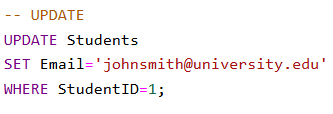 -- UPDATE
UPDATE Students
SET Email='johnsmith@university.edu'
WHERE StudentID=1;